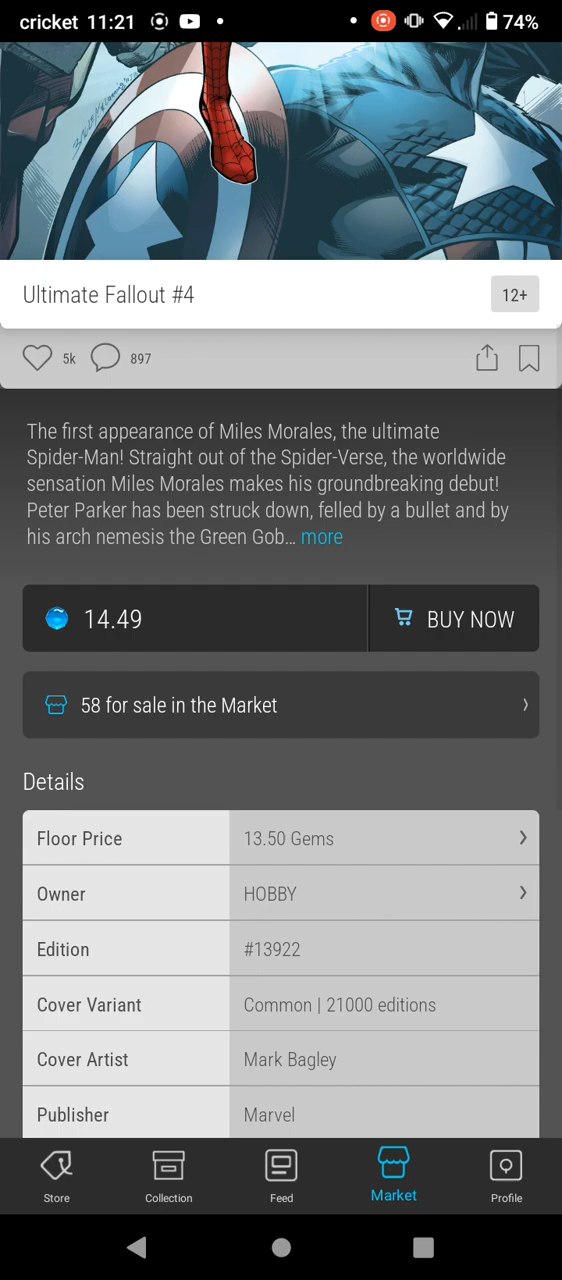 cricket 11:21
74%
Ultimate Fallout #4
12+
5k
897
The first appearance of Miles Morales, the ultimate
Spider-Man! Straight out of the Spider-Verse, the worldwide
sensation Miles Morales makes his groundbreaking debut!
Peter Parker has been struck down, felled by a bullet and by
his arch nemesis the Green Gob... more
14.49
BUY NOW
58 for sale in the Market
Details
Floor Price
13.50 Gems
Owner
HOBBY
Edition
#13922
Cover Variant
Common | 21000 editions
Cover Artist
Mark Bagley
Publisher
Marvel
Store
Collection
Feed
Market
Profile